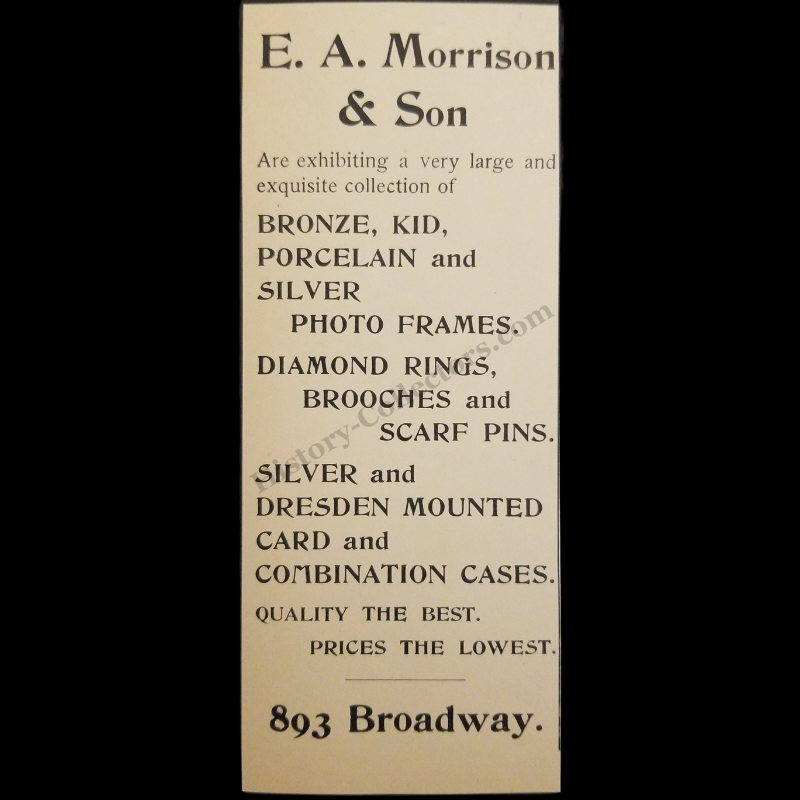 E. A. Morrison
& Son
Are exhibiting a very large and
exquisite collection of
BRONZE, KID,
PORCELAIN and
SILVER
PHOTO FRAMES.
DIAMOND RINGS,
BROOCHES and
SCARF PINS.
SILVER and
DRESDEN MOUNTED
CARD and
COMBINATION CASES.
QUALITY THE BEST.
PRICES THE LOWEST.
893 Broadway.
History-Collectors.com